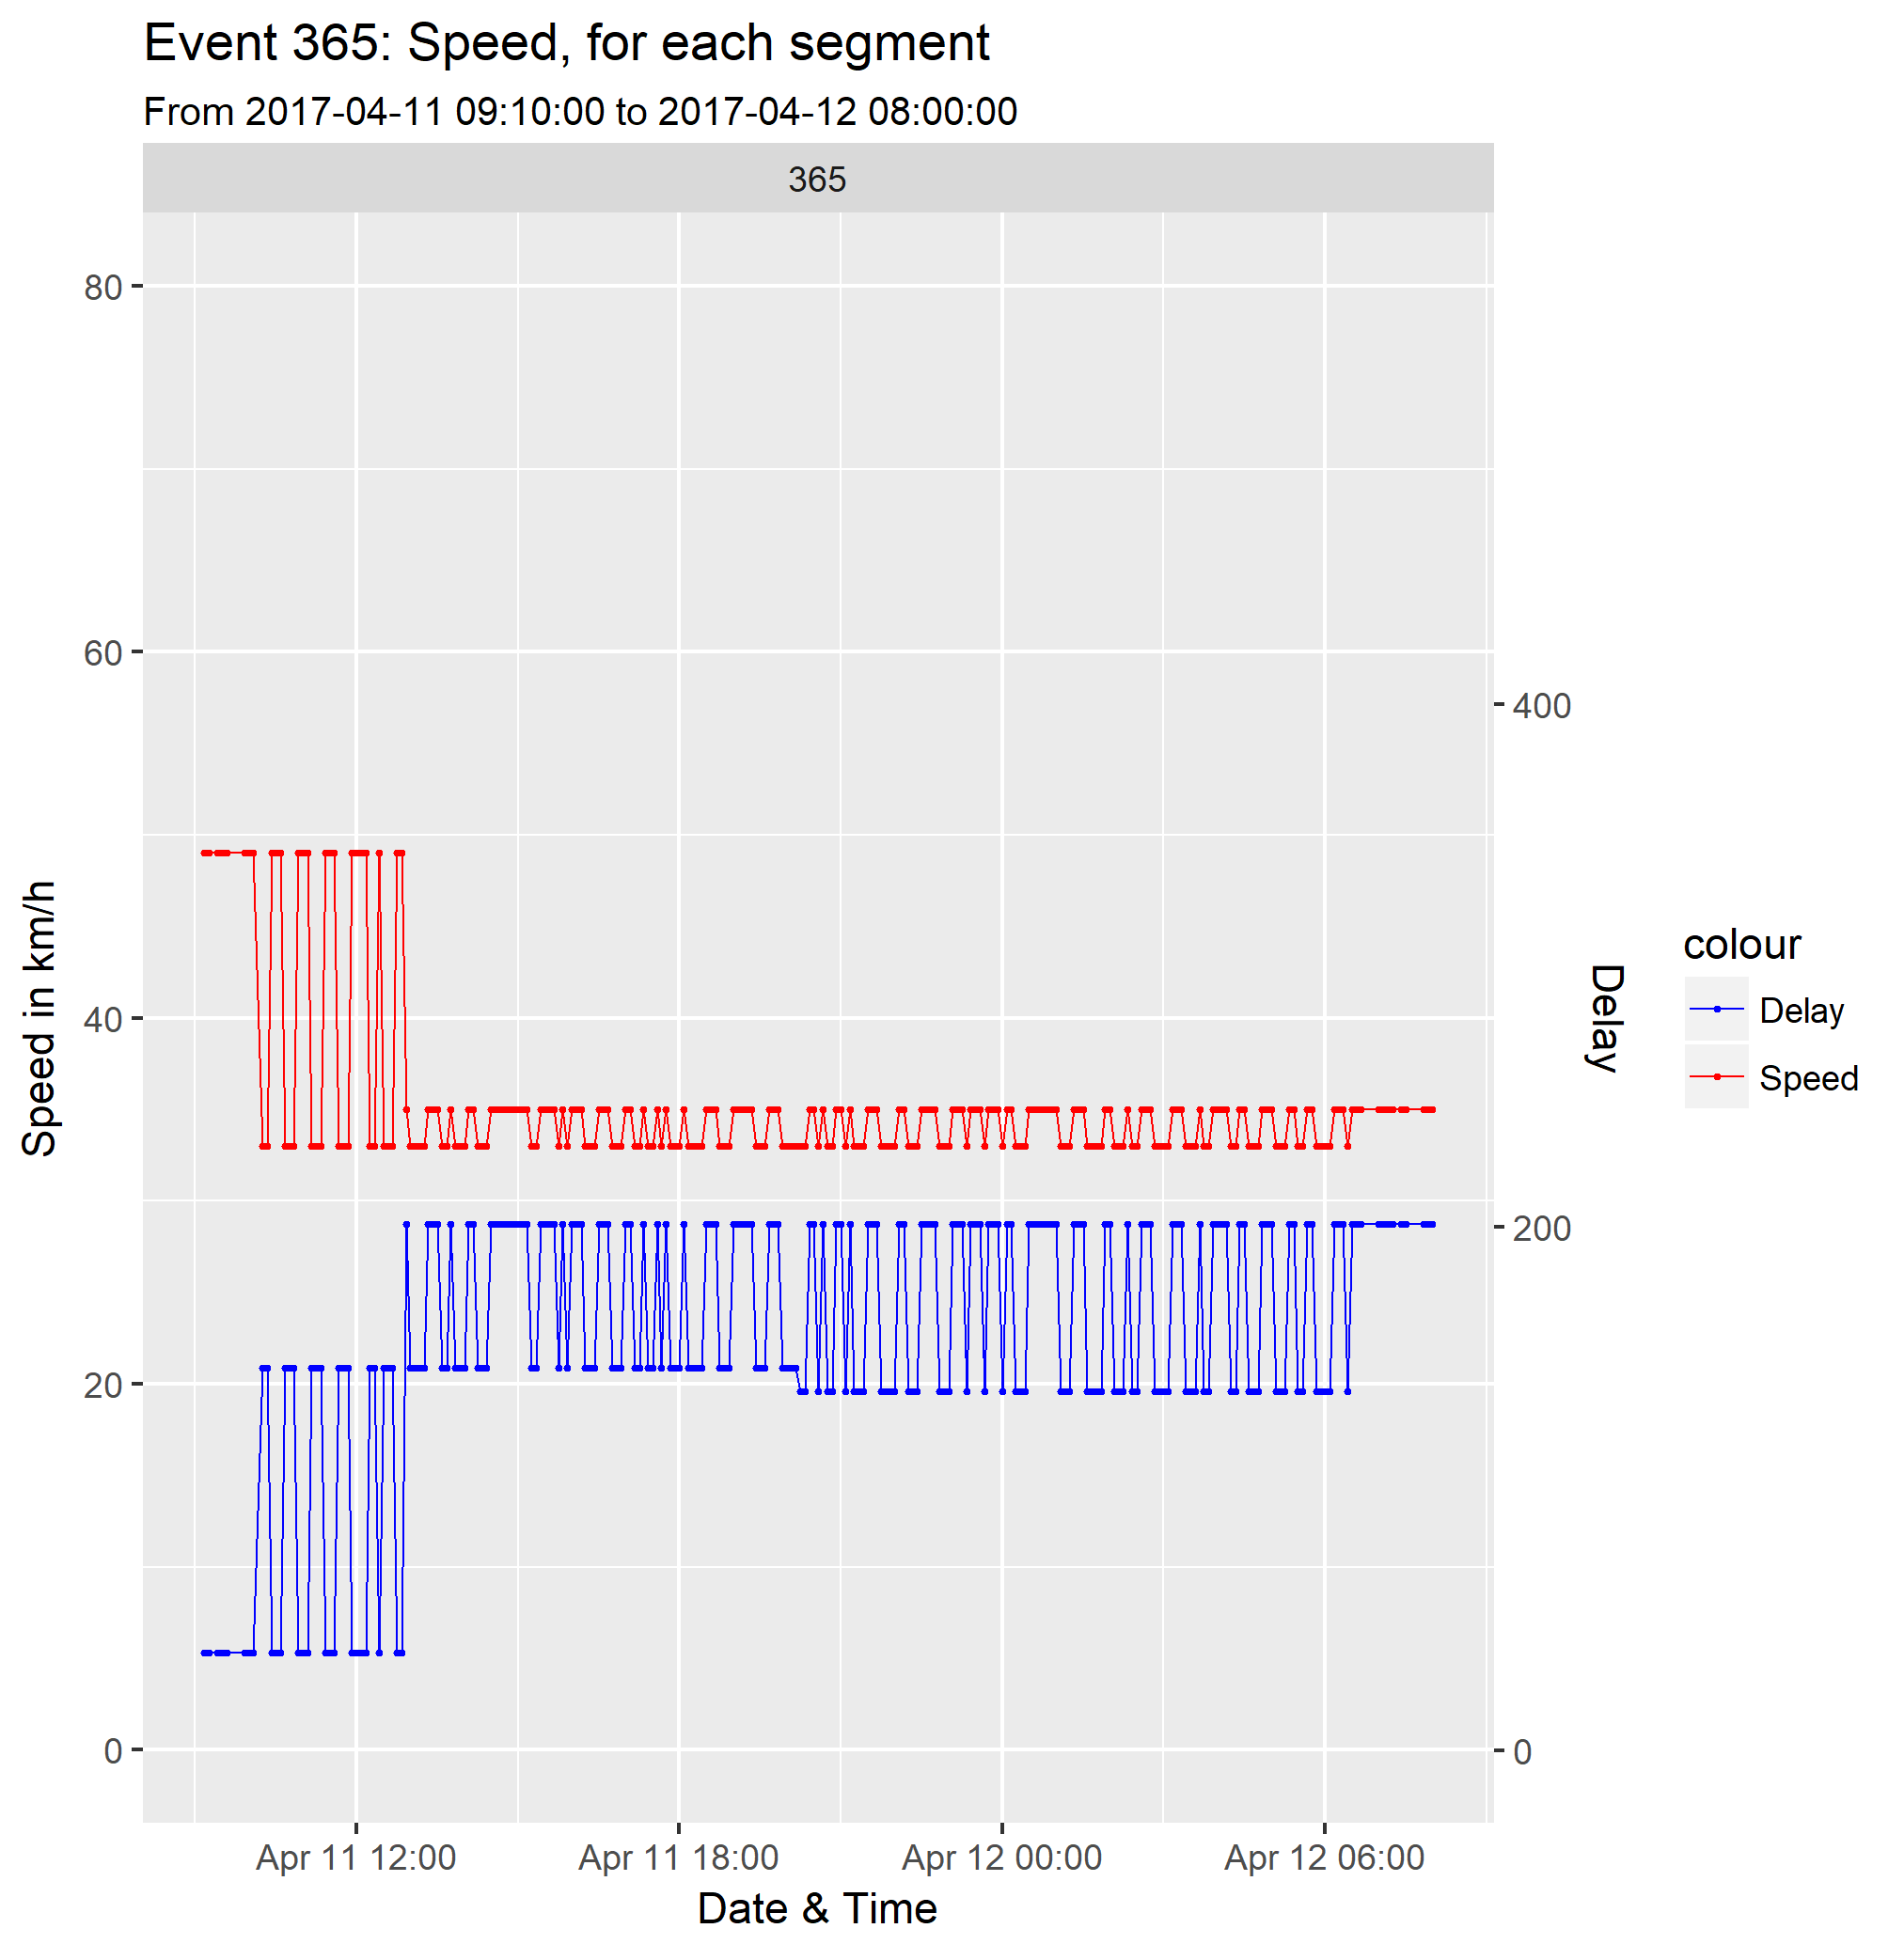 Event 365: Speed, for each segment
From 2017-04-11 09:10:00 to 2017-04-12 08:00:00
365
80
60
40
20
0
Speed in km/h
400
200
0
Delay
colour
Delay
Speed
Apr 11 12:00
Apr 11 18:00
Apr 12 00:00
Apr 12 06:00
Date & Time